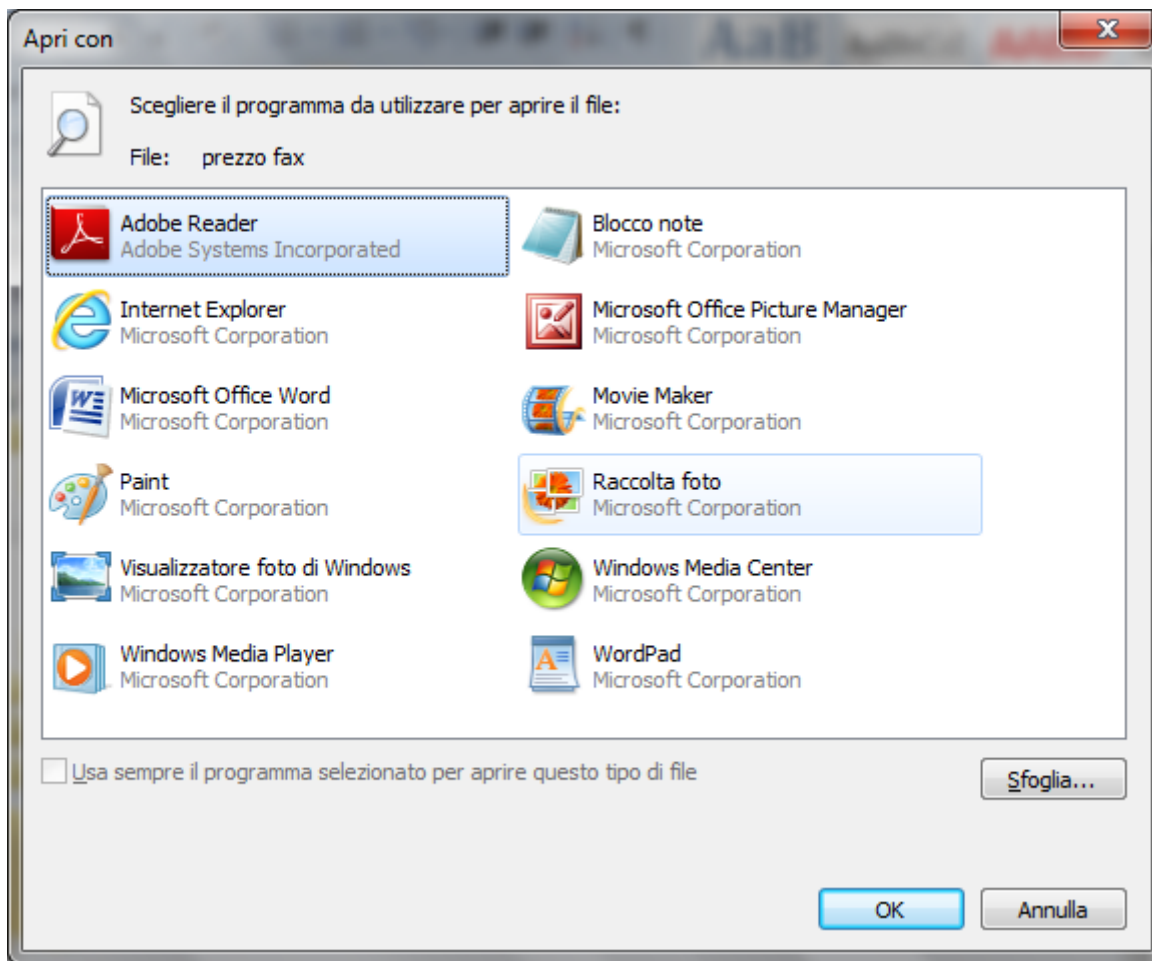 Apri con
Scegliere il programma da utilizzare per aprire il file:
File: prezzo fax
Adobe Reader
Adobe Systems Incorporated
Blocco note
Microsoft Corporation
Internet Explorer
Microsoft Corporation
Microsoft Office Picture Manager
Microsoft Corporation
Microsoft Office Word
Microsoft Corporation
Movie Maker
Microsoft Corporation
Paint
Microsoft Corporation
Raccolta foto
Microsoft Corporation
Visualizzatore foto di Windows
Microsoft Corporation
Windows Media Center
Microsoft Corporation
Windows Media Player
Microsoft Corporation
WordPad
Microsoft Corporation
Usa sempre il programma selezionato per aprire questo tipo di file
Sfoglia...
OK
Annulla